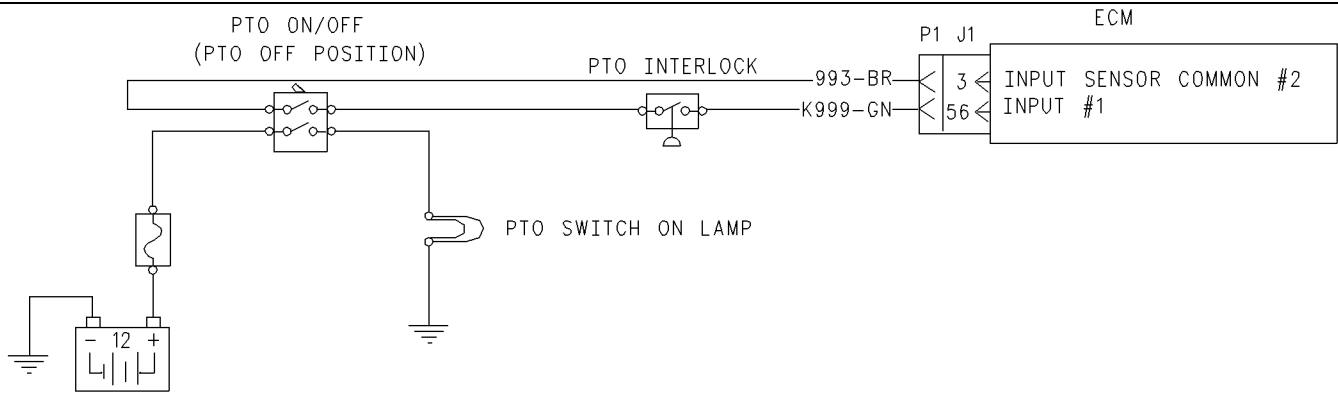 PTO ON/OFF
(PTO OFF POSITION)
ECM
P1 J1
PTO INTERLOCK
993-BR
3
INPUT SENSOR COMMON #2
K999-GN
56
INPUT #1
PTO SWITCH ON LAMP
- 12 +